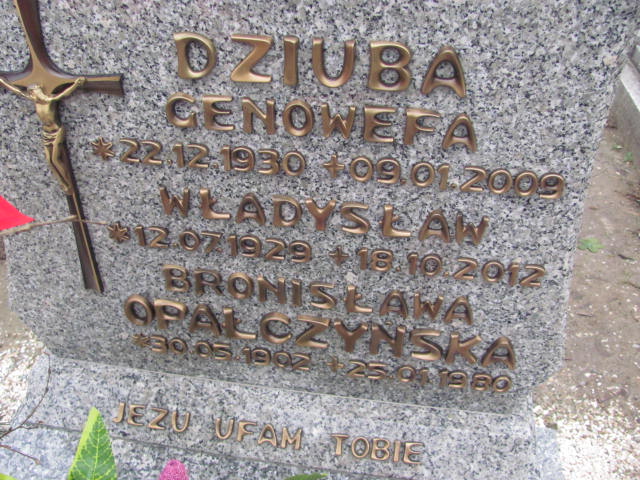 DZIUBA
GENOWEFA
*22.12.1930 +09.01.2009
WŁADYSŁAW
*12.07.1929 +18.10.2012
BRONISŁAWA
OPALCZYNSKA
*30.05.1902 +25.01.1980
JEZU UFAM TOBIE